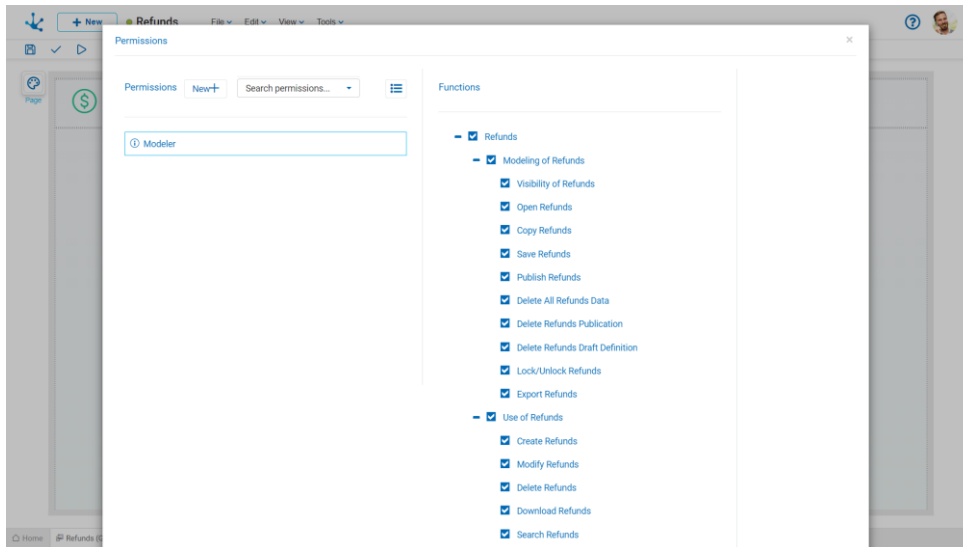 + New
Refunds
File Edit View Tools
Permissions
×
Page
Permissions New+ Search permissions...
Functions
Modeler
Refunds
Modeling of Refunds
Visibility of Refunds
Open Refunds
Copy Refunds
Save Refunds
Publish Refunds
Delete All Refunds Data
Delete Refunds Publication
Delete Refunds Draft Definition
Lock/Unlock Refunds
Export Refunds
Use of Refunds
Create Refunds
Modify Refunds
Delete Refunds
Download Refunds
Search Refunds
Home Refunds